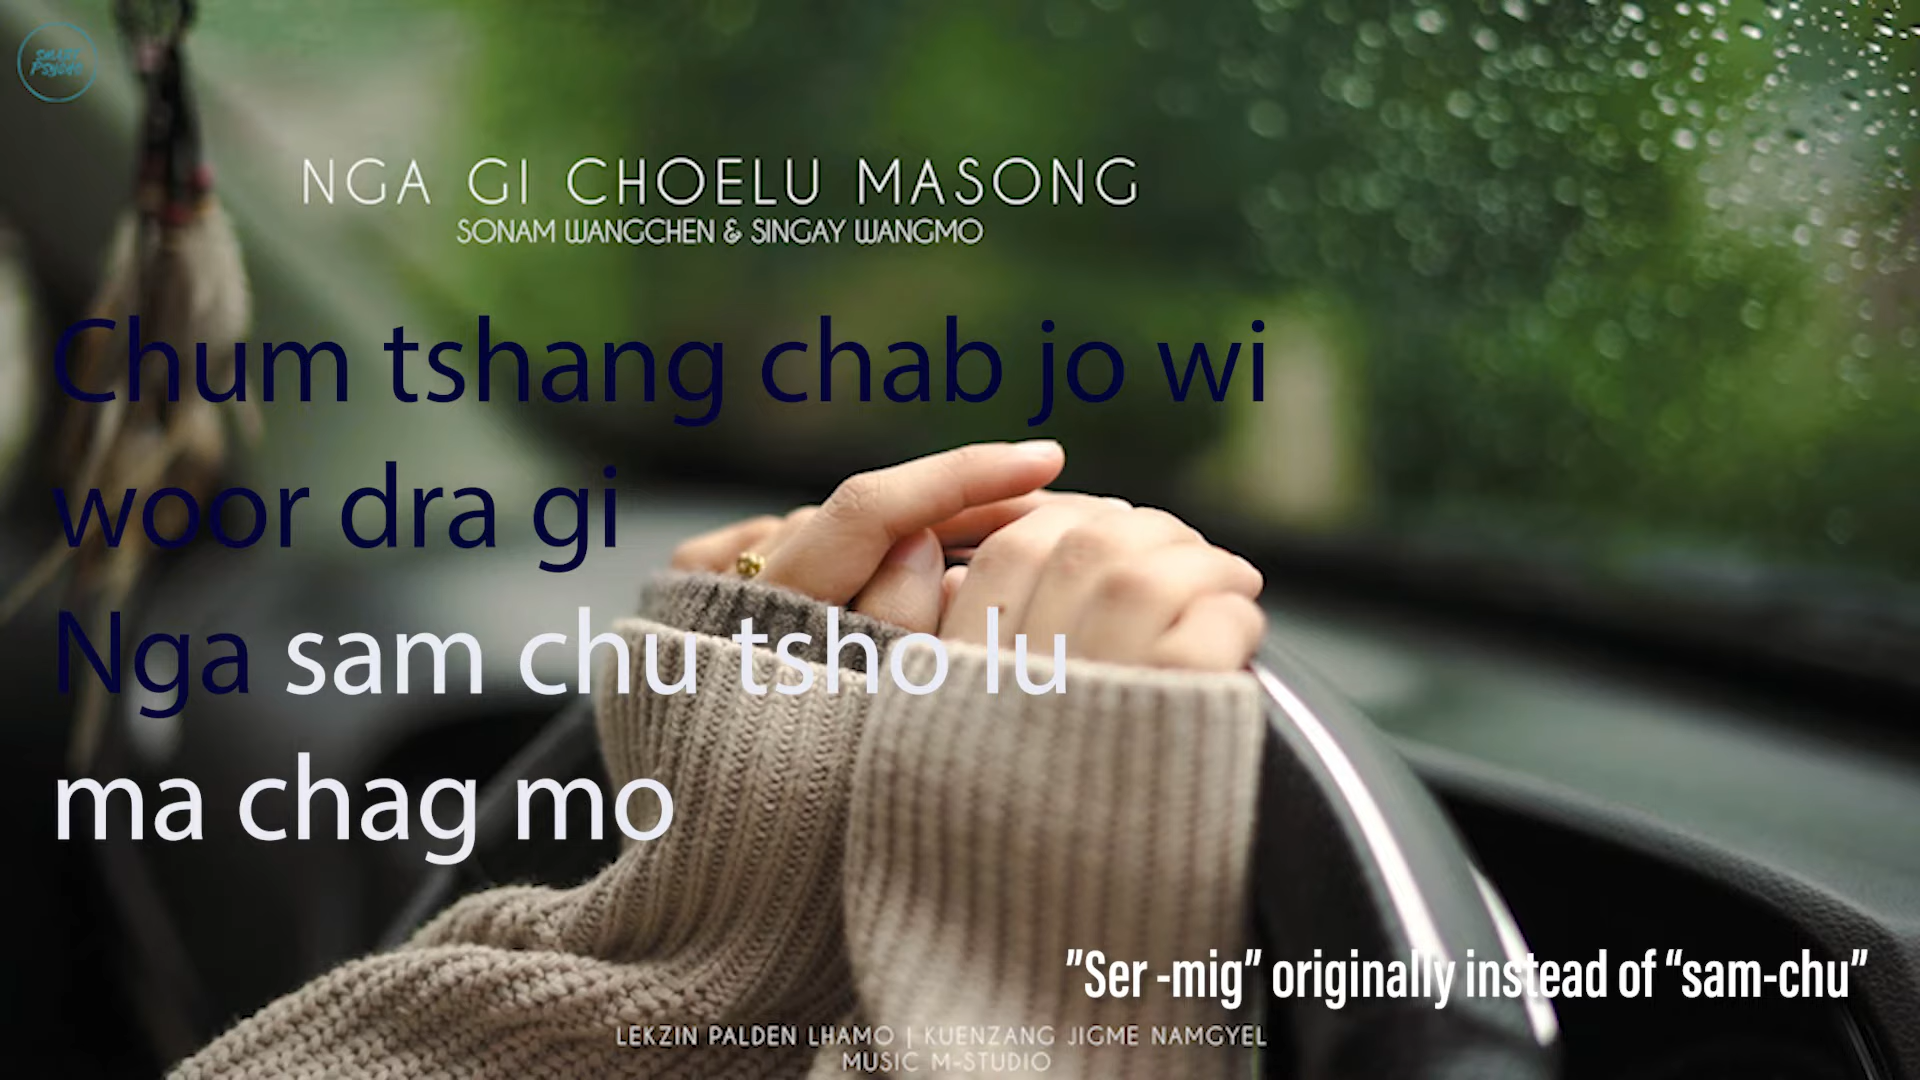 SMART
Psycho
NGA GI CHOELU MASONG
SONAM WANGCHEN & SINGAY WANGMO
Chum tshang chab jo wi
woor dra gi
Nga sam chu tsho lu
ma chag mo
”Ser -mig” originally instead of “sam-chu”
LEKZIN PALDEN LHAMO | KUENZANG JIGME NAMGYEL
MUSIC M-STUDIO